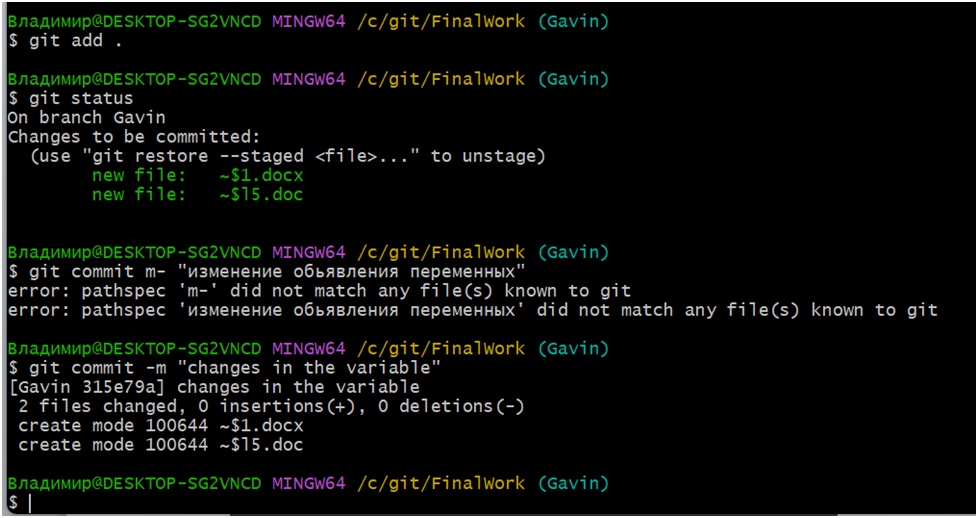 Владимир@DESKTOP-SG2VNCD MINGW64 /c/git/FinalWork (Gavin)
$ git add .
Владимир@DESKTOP-SG2VNCD MINGW64 /c/git/FinalWork (Gavin)
$ git status
On branch Gavin
Changes to be committed:
  (use "git restore --staged <file>..." to unstage)
        new file:   ~$1.docx
        new file:   ~$l5.doc
Владимир@DESKTOP-SG2VNCD MINGW64 /c/git/FinalWork (Gavin)
$ git commit m- "изменение обьявления переменных"
error: pathspec 'm-' did not match any file(s) known to git
error: pathspec 'изменение обьявления переменных' did not match any file(s) known to git
Владимир@DESKTOP-SG2VNCD MINGW64 /c/git/FinalWork (Gavin)
$ git commit -m "changes in the variable"
[Gavin 315e79a] changes in the variable
 2 files changed, 0 insertions(+), 0 deletions(-)
 create mode 100644 ~$1.docx
 create mode 100644 ~$l5.doc
Владимир@DESKTOP-SG2VNCD MINGW64 /c/git/FinalWork (Gavin)
$